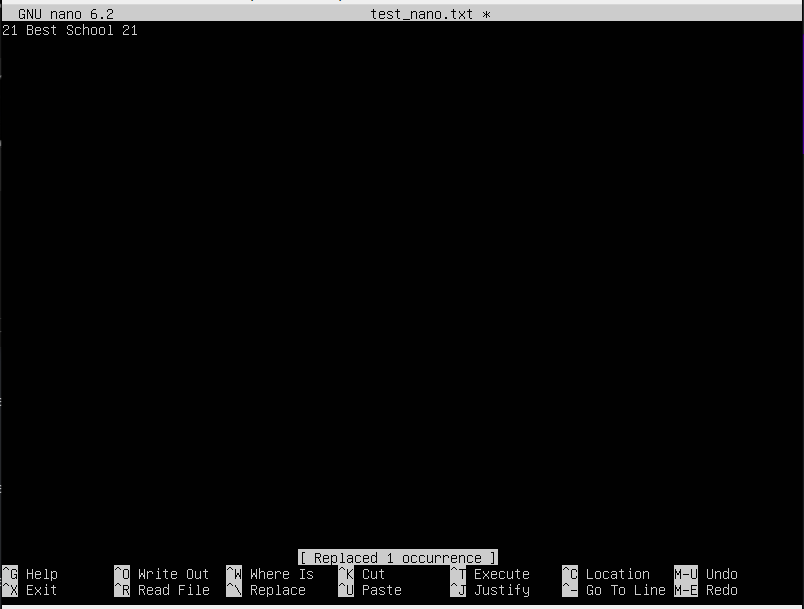 GNU nano 6.2 test_nano.txt *
21 Best School 21
[ Replaced 1 occurrence ]
^G Help ^O Write Out ^W Where Is ^K Cut ^T Execute ^C Location M-U Undo
^X Exit ^R Read File ^\ Replace ^U Paste ^J Justify ^- Go To Line M-E Redo